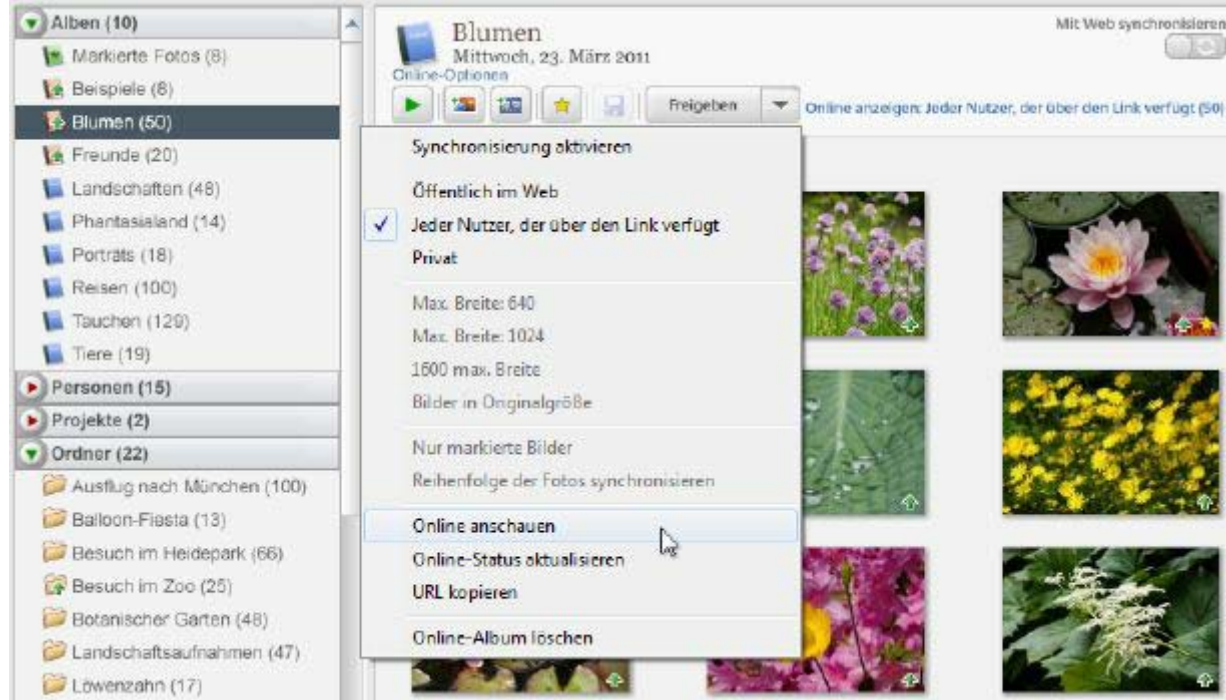 Alben (10)
Markierte Fotos (8)
Beispiele (8)
Blumen (50)
Freunde (20)
Landschaften (48)
Phantasialand (14)
Porträts (18)
Reisen (100)
Tauchen (129)
Tiere (19)
Personen (15)
Projekte (2)
Ordner (22)
Ausflug nach München (100)
Balloon-Fiesta (13)
Besuch im Heidepark (66)
Besuch im Zoo (25)
Botanischer Garten (48)
Landschaftsaufnahmen (47)
Löwenzahn (17)
Blumen
Mittwoch, 23. März 2011
Mit Web synchronisieren
Online-Optionen
Freigeben
Online anzeigen: Jeder Nutzer, der über den Link verfügt (50)
Synchronisierung aktivieren
Öffentlich im Web
Jeder Nutzer, der über den Link verfügt
Privat
Max. Breite: 640
Max. Breite: 1024
1600 max. Breite
Bilder in Originalgröße
Nur markierte Bilder
Reihenfolge der Fotos synchronisieren
Online anschauen
Online-Status aktualisieren
URL kopieren
Online-Album löschen